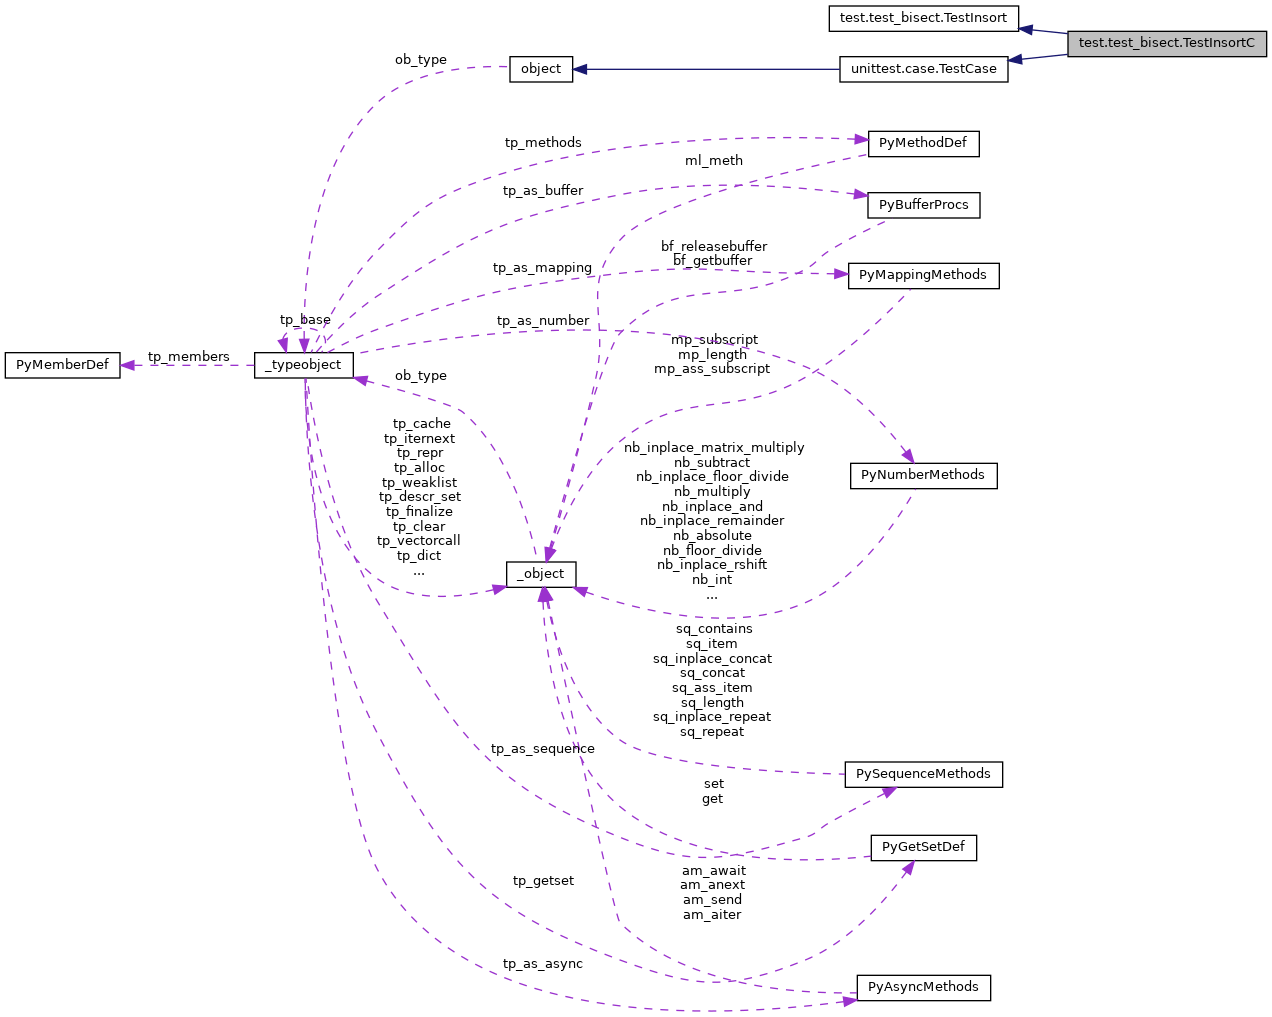 test.test_bisect.TestInsort
test.test_bisect.TestInsortC
ob_type
object
unittest.case.TestCase
tp_methods
PyMethodDef
ml_meth
tp_as_buffer
PyBufferProcs
bf_releasebuffer
bf_getbuffer
tp_as_mapping
PyMappingMethods
tp_base
tp_as_number
mp_subscript
mp_length
mp_ass_subscript
PyMemberDef
tp_members
_typeobject
ob_type
tp_cache
tp_iternext
tp_repr
tp_alloc
tp_weaklist
tp_descr_set
tp_finalize
tp_clear
tp_vectorcall
tp_dict
...
nb_inplace_matrix_multiply
nb_subtract
nb_inplace_floor_divide
nb_multiply
nb_inplace_and
nb_inplace_remainder
nb_absolute
nb_floor_divide
nb_inplace_rshift
nb_int
...
PyNumberMethods
_object
sq_contains
sq_item
sq_inplace_concat
sq_concat
sq_ass_item
sq_length
sq_inplace_repeat
sq_repeat
tp_as_sequence
PySequenceMethods
set
get
PyGetSetDef
tp_getset
am_await
am_anext
am_send
am_aiter
tp_as_async
PyAsyncMethods